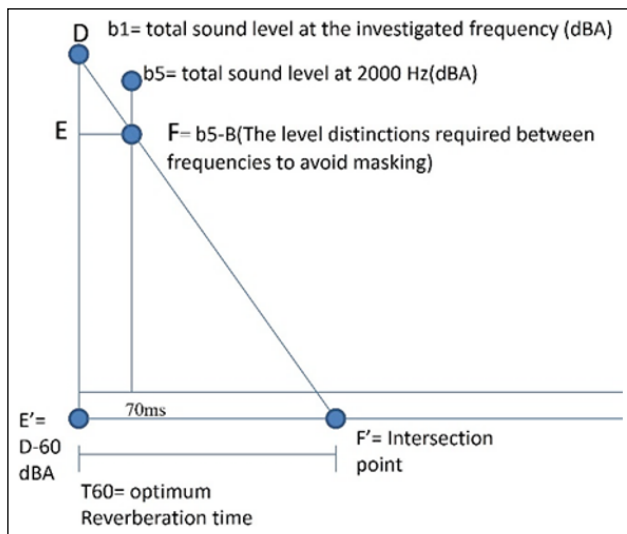 D
b1= total sound level at the investigated frequency (dBA)
b5= total sound level at 2000 Hz(dBA)
E
F= b5-B(The level distinctions required between
frequencies to avoid masking)
70ms
E'=
D-60
dBA
F'= Intersection
point
T60= optimum
Reverberation time